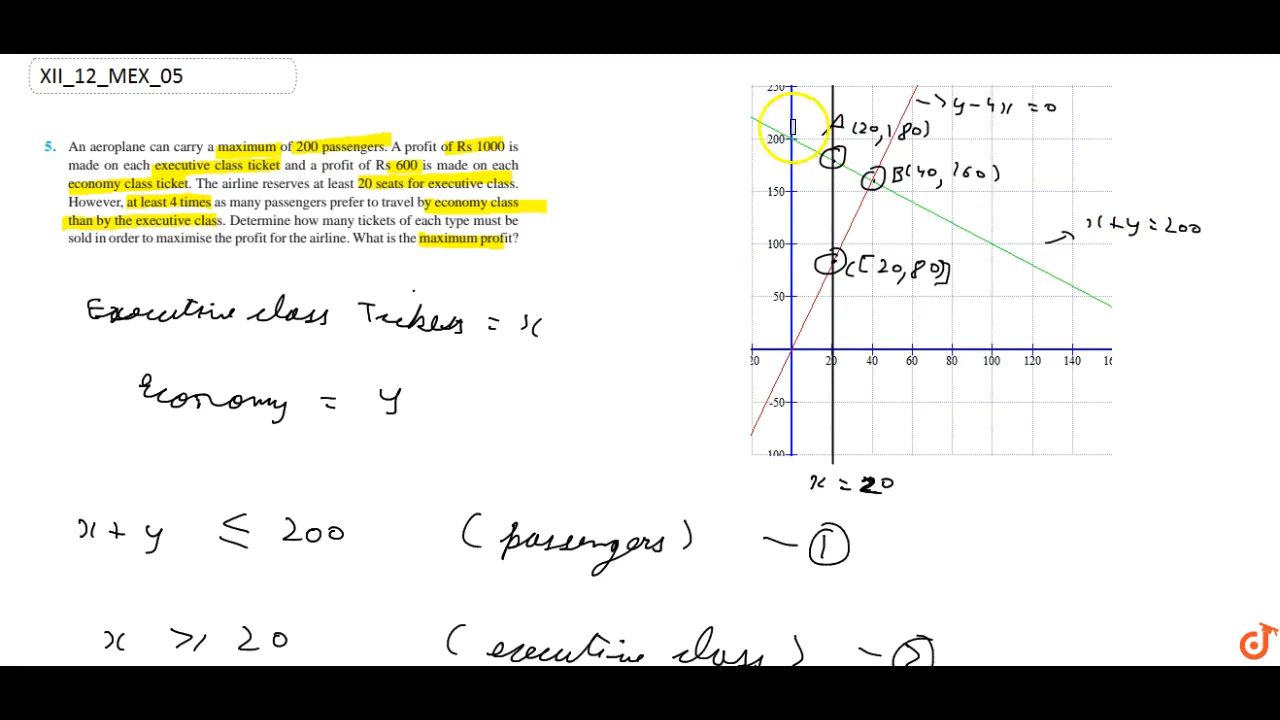 XII_12_MEX_05
5. An aeroplane can carry a maximum of 200 passengers. A profit of Rs 1000 is
made on each executive class ticket and a profit of Rs 600 is made on each
economy class ticket. The airline reserves at least 20 seats for executive class.
However, at least 4 times as many passengers prefer to travel by economy class
than by the executive class. Determine how many tickets of each type must be
sold in order to maximise the profit for the airline. What is the maximum profit?
Executive class Tickets = x
Economy = y
x + y ≤ 200 (passengers) - 1
x ≥ 20 (executive class) - 2
250
200
150
100
50
-50
100
20 20 40 60 80 100 120 140 16
y - 4x = 0
A (20, 180)
B (40, 160)
x + y = 200
C [20, 80]
x = 20